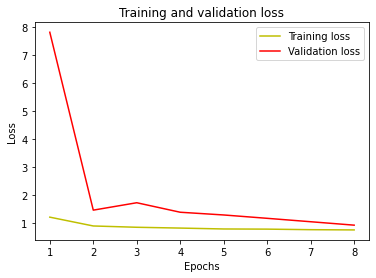 Training and validation loss
Training loss
Validation loss
8
7
6
5
4
3
2
1
Loss
1 2 3 4 5 6 7 8
Epochs